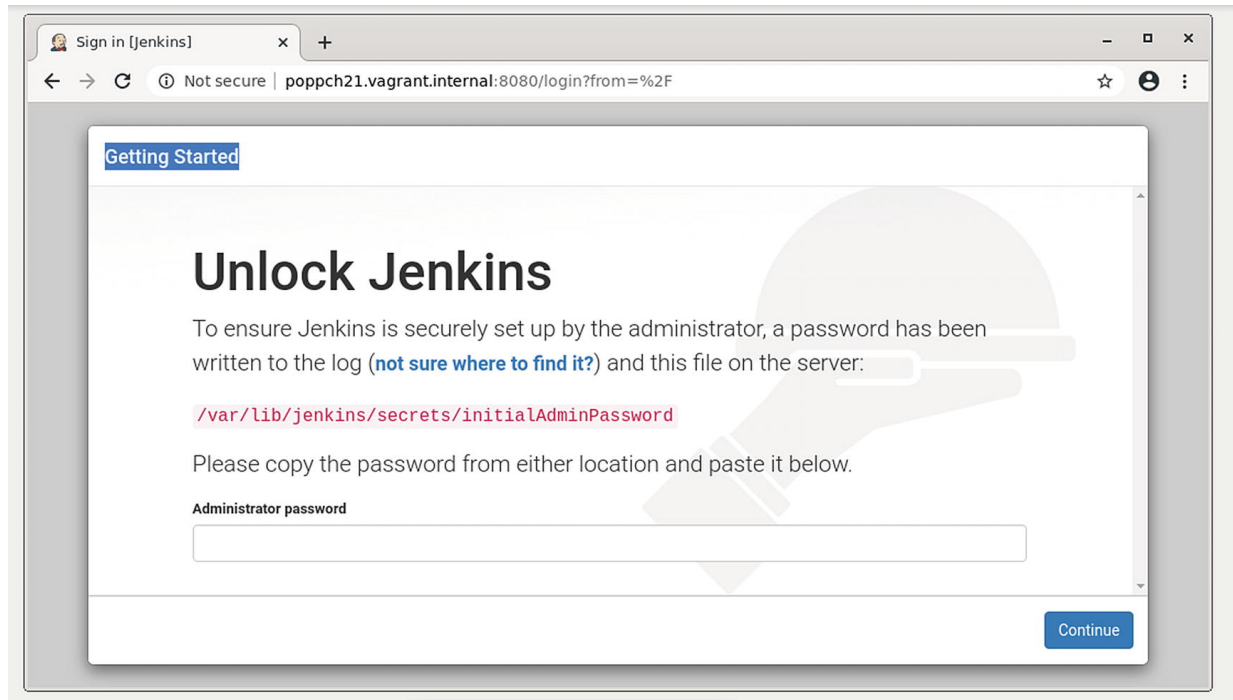 Sign in [Jenkins]
Not secure | poppch21.vagrant.internal:8080/login?from=%2F
Getting Started
Unlock Jenkins
To ensure Jenkins is securely set up by the administrator, a password has been
written to the log (not sure where to find it?) and this file on the server:
/var/lib/jenkins/secrets/initialAdminPassword
Please copy the password from either location and paste it below.
Administrator password
Continue